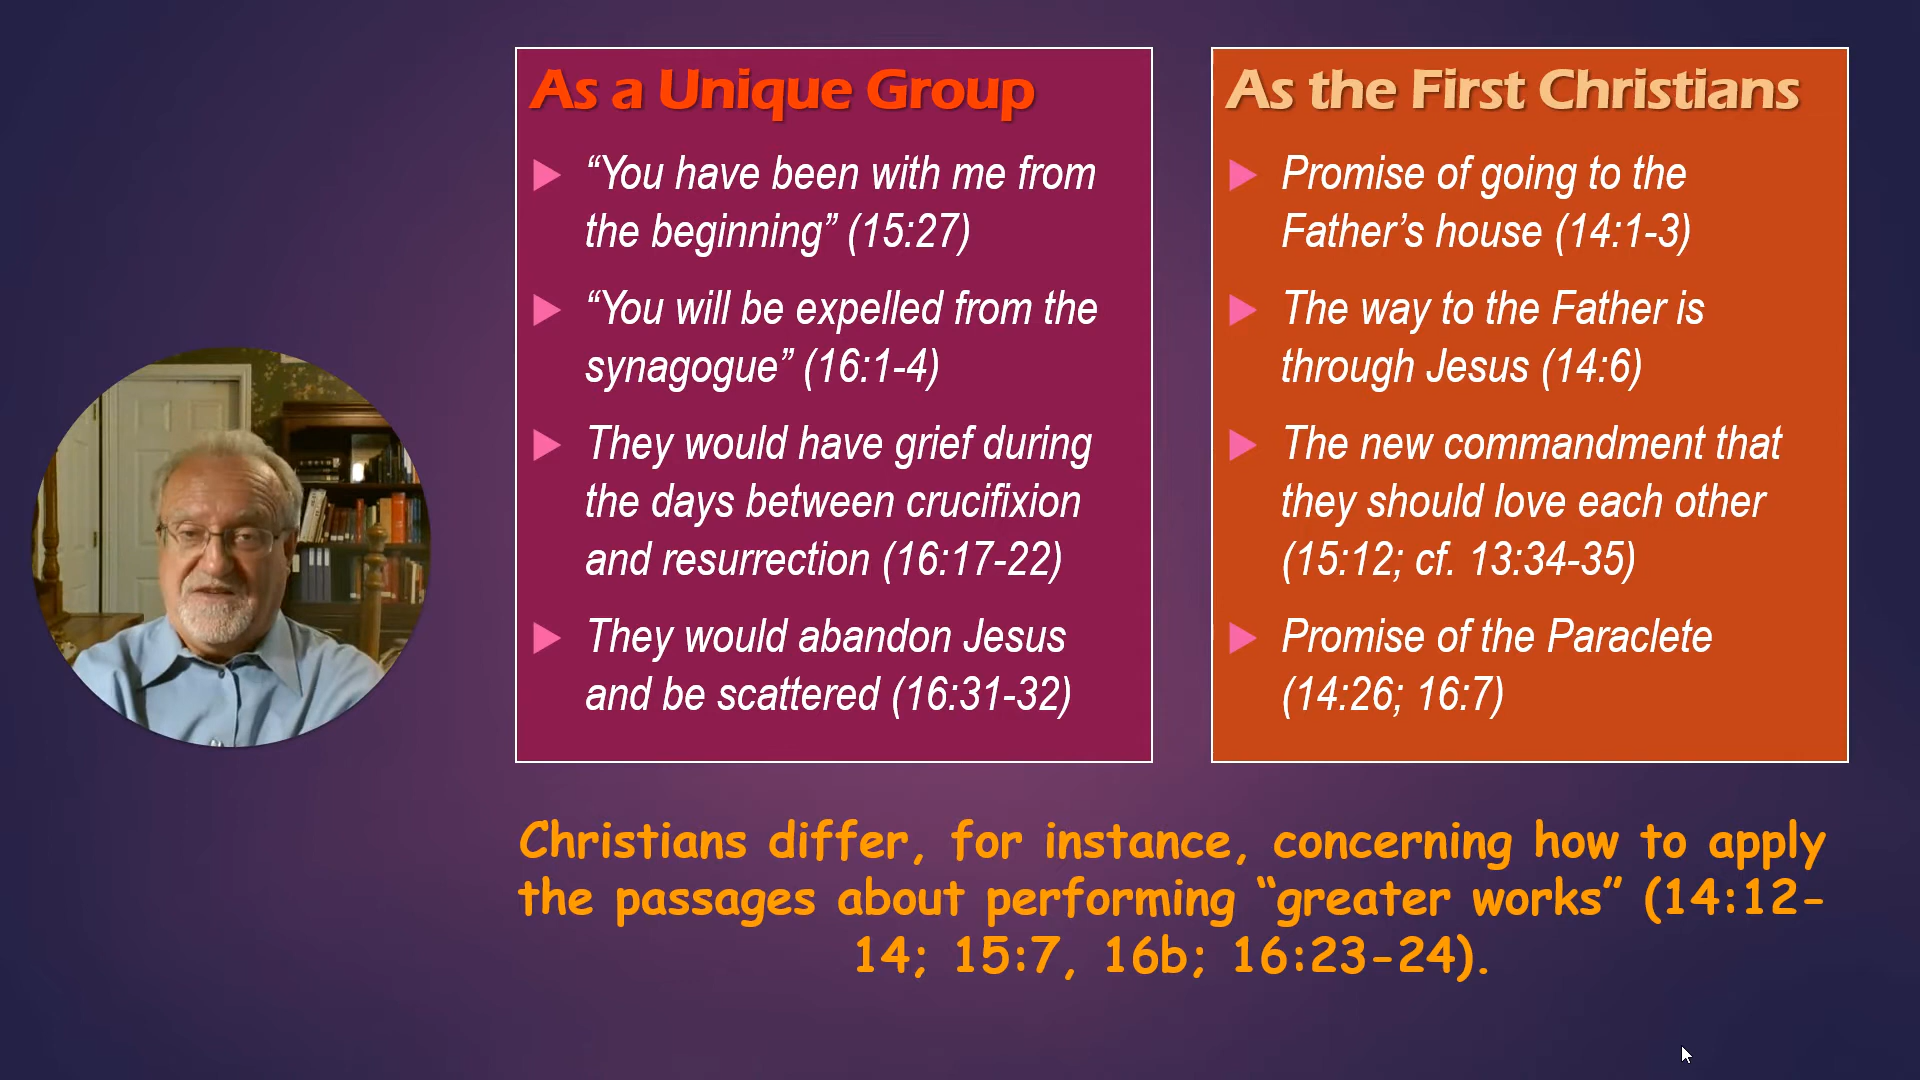 As a Unique Group
“You have been with me from
the beginning” (15:27)
“You will be expelled from the
synagogue” (16:1-4)
They would have grief during
the days between crucifixion
and resurrection (16:17-22)
They would abandon Jesus
and be scattered (16:31-32)
As the First Christians
Promise of going to the
Father’s house (14:1-3)
The way to the Father is
through Jesus (14:6)
The new commandment that
they should love each other
(15:12; cf. 13:34-35)
Promise of the Paraclete
(14:26; 16:7)
Christians differ, for instance, concerning how to apply
the passages about performing “greater works” (14:12-
14; 15:7, 16b; 16:23-24).